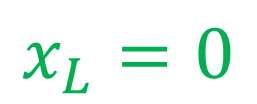 x_L = 0